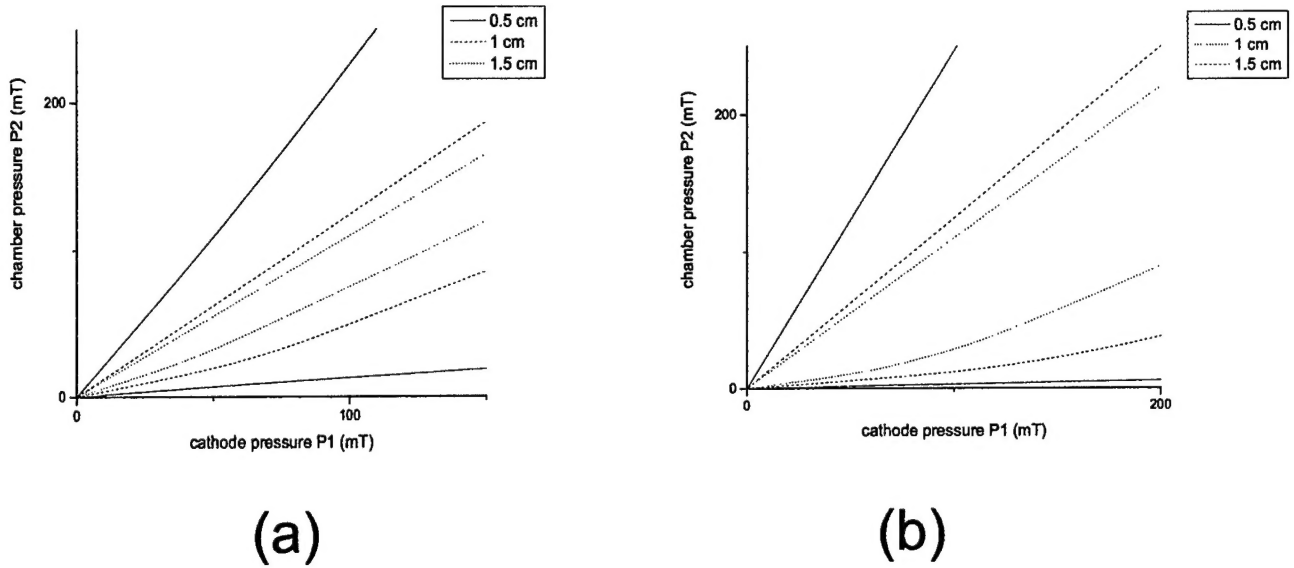 0.5 cm
1 cm
1.5 cm
chamber pressure P2 (mT)
200
0
0
100
cathode pressure P1 (mT)
(a)
0.5 cm
1 cm
1.5 cm
chamber pressure P2 (mT)
200
0
0
200
cathode pressure P1 (mT)
(b)